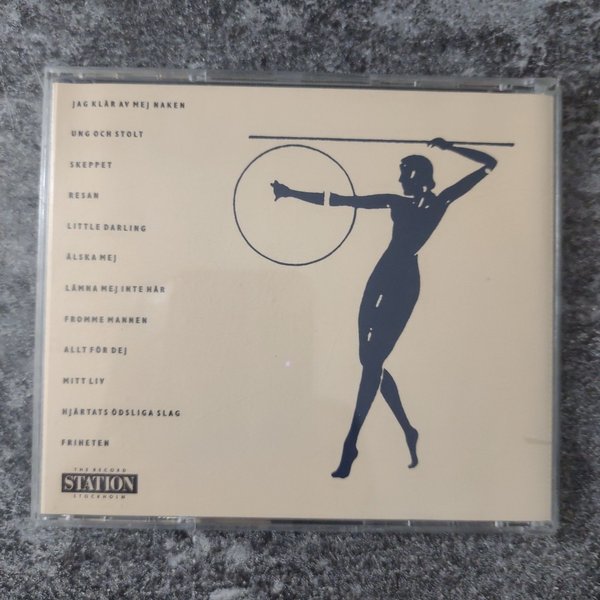 JAG KLÄR AV MEJ NAKEN
UNG OCH STOLT
SKEPPET
RESAN
LITTLE DARLING
ÄLSKA MEJ
LÄMNA MEJ INTE HÄR
FROMME MANNEN
ALLT FÖR DEJ
MITT LIV
HJÄRTATS ÖDSLIGA SLAG
FRIHETEN
THE RECORD
STATION
STOCKHOLM